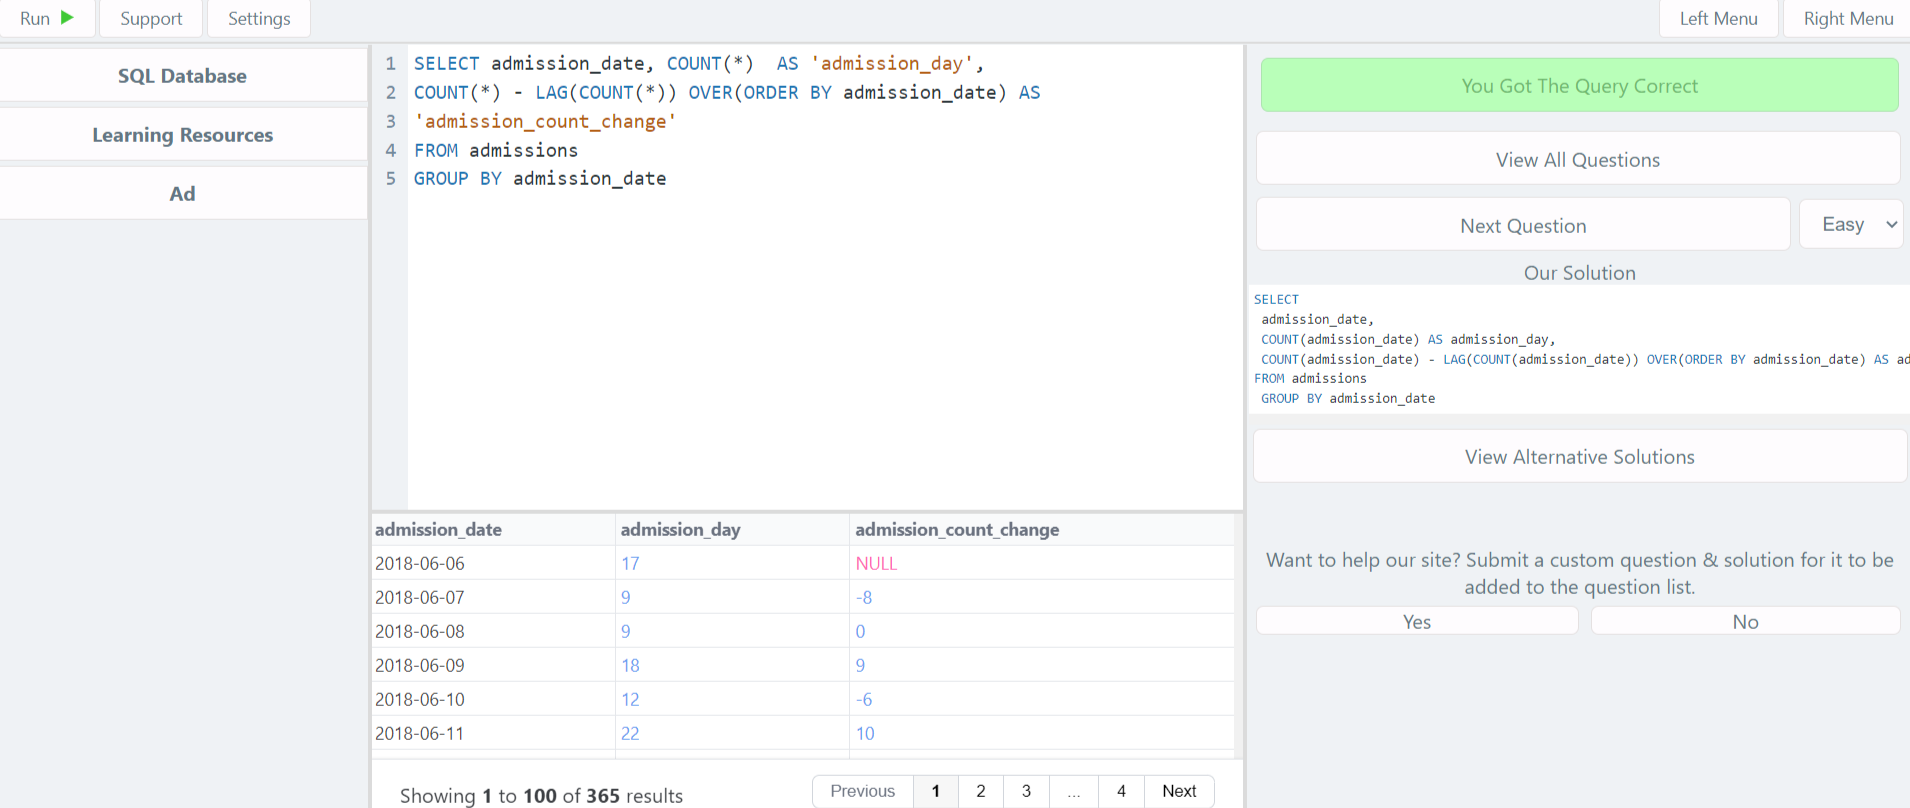 Run
Support
Settings
Left Menu
Right Menu
SQL Database
Learning Resources
Ad
1 SELECT admission_date, COUNT(*)  AS 'admission_day',
2 COUNT(*) - LAG(COUNT(*)) OVER(ORDER BY admission_date) AS
3 'admission_count_change'
4 FROM admissions
5 GROUP BY admission_date
admission_date admission_day admission_count_change
2018-06-06 17 NULL
2018-06-07 9 -8
2018-06-08 9 0
2018-06-09 18 9
2018-06-10 12 -6
2018-06-11 22 10
Showing 1 to 100 of 365 results
Previous 1 2 3 ... 4 Next
You Got The Query Correct
View All Questions
Next Question
Easy
Our Solution
SELECT
admission_date,
COUNT(admission_date) AS admission_day,
COUNT(admission_date) - LAG(COUNT(admission_date)) OVER(ORDER BY admission_date) AS ad
FROM admissions
GROUP BY admission_date
View Alternative Solutions
Want to help our site? Submit a custom question & solution for it to be
added to the question list.
Yes
No